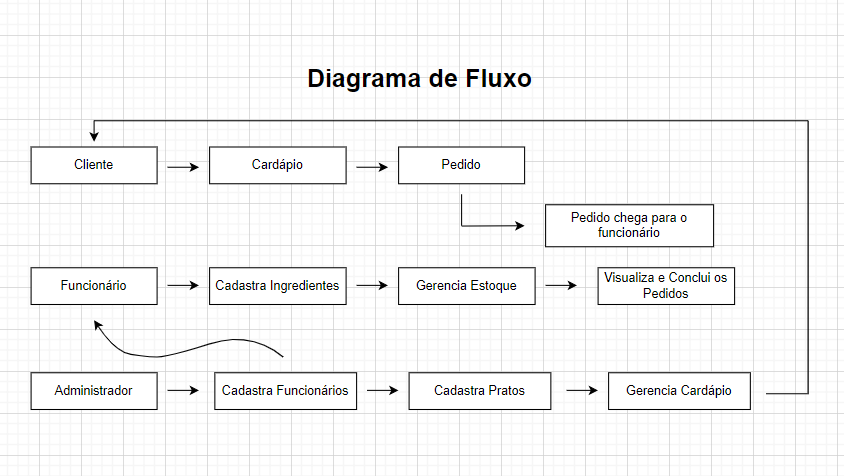 Diagrama de Fluxo
Cliente
Cardápio
Pedido
Pedido chega para o
funcionário
Funcionário
Cadastra Ingredientes
Gerencia Estoque
Visualiza e Conclui os
Pedidos
Administrador
Cadastra Funcionários
Cadastra Pratos
Gerencia Cardápio